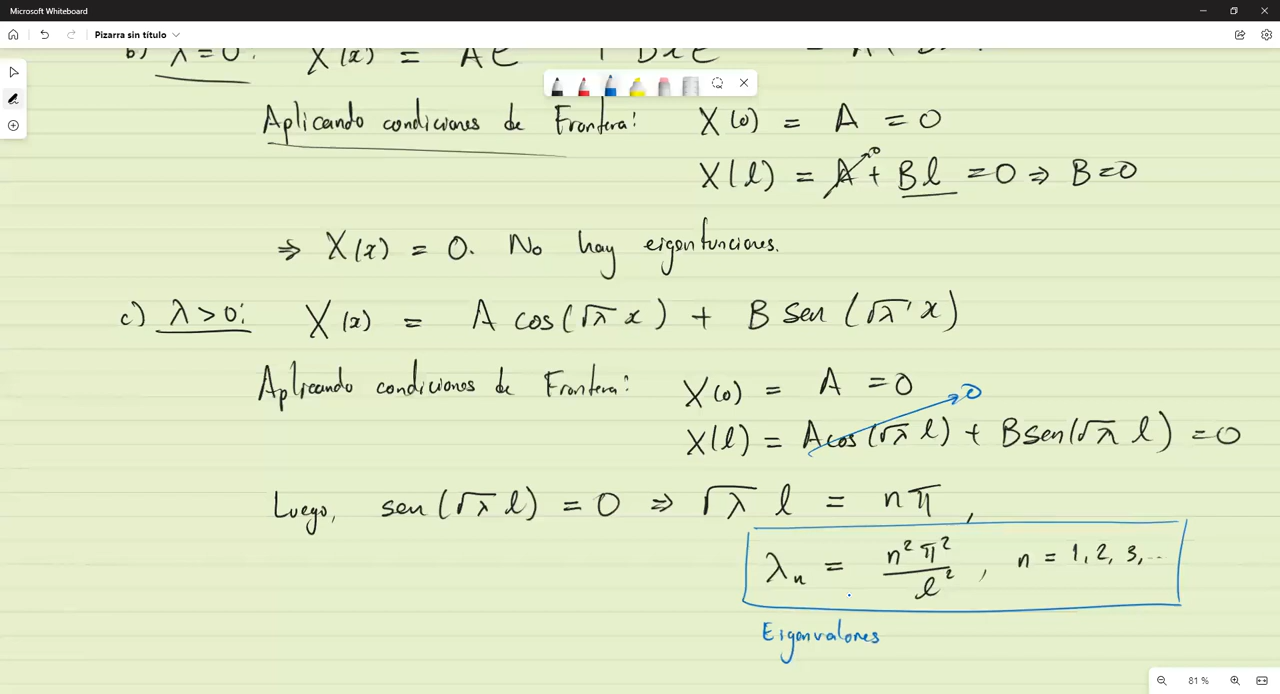 Microsoft Whiteboard
Pizarra sin título
b) λ = 0: X(x) = A e + B x e = A + B
Aplicando condiciones de Frontera: X(0) = A = 0
X(l) = A→0 + Bl = 0 ⇒ B = 0
⇒ X(x) = 0. No hay eigenfunciones.
c) λ > 0: X(x) = A cos(√λ x) + B sen(√λ x)
Aplicando condiciones de Frontera: X(0) = A = 0
X(l) = A cos(√λ l)→0 + B sen(√λ l) = 0
Luego, sen(√λ l) = 0 ⇒ √λ l = nπ,
λₙ = n²π²/l², n = 1, 2, 3, ...
Eigenvalores
81 %